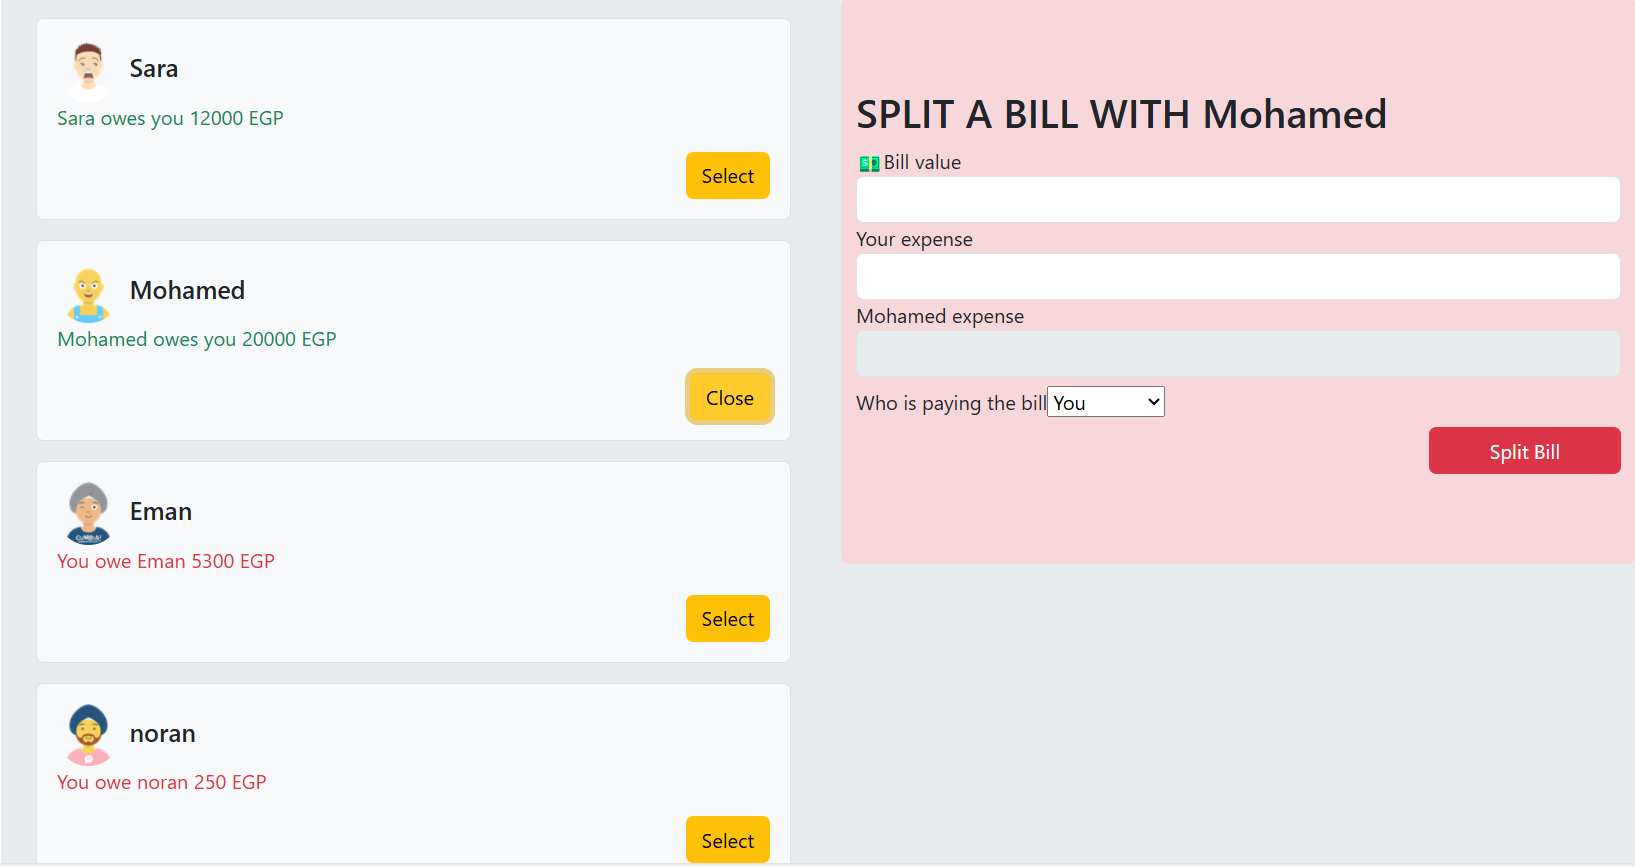 Sara
Sara owes you 12000 EGP
Select
Mohamed
Mohamed owes you 20000 EGP
Close
Eman
You owe Eman 5300 EGP
Select
noran
You owe noran 250 EGP
Select
SPLIT A BILL WITH Mohamed
💵 Bill value
Your expense
Mohamed expense
Who is paying the bill You
Split Bill